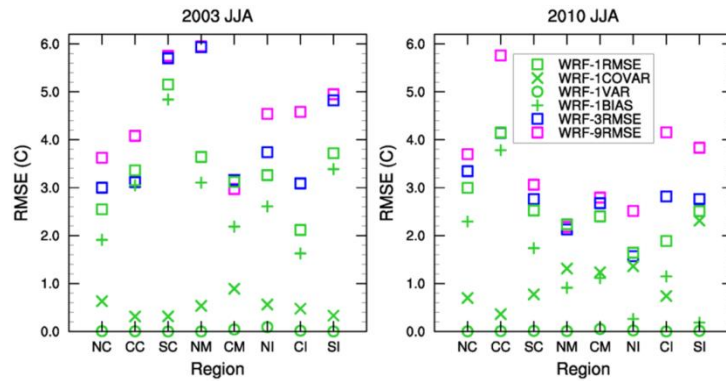 2003 JJA
6.0
5.0
4.0
3.0
2.0
1.0
0.0
RMSE (C)
NC CC SC NM CM NI CI SI
Region
2010 JJA
6.0
5.0
4.0
3.0
2.0
1.0
0.0
RMSE (C)
WRF-1RMSE
WRF-1COVAR
WRF-1VAR
WRF-1BIAS
WRF-3RMSE
WRF-9RMSE
NC CC SC NM CM NI CI SI
Region